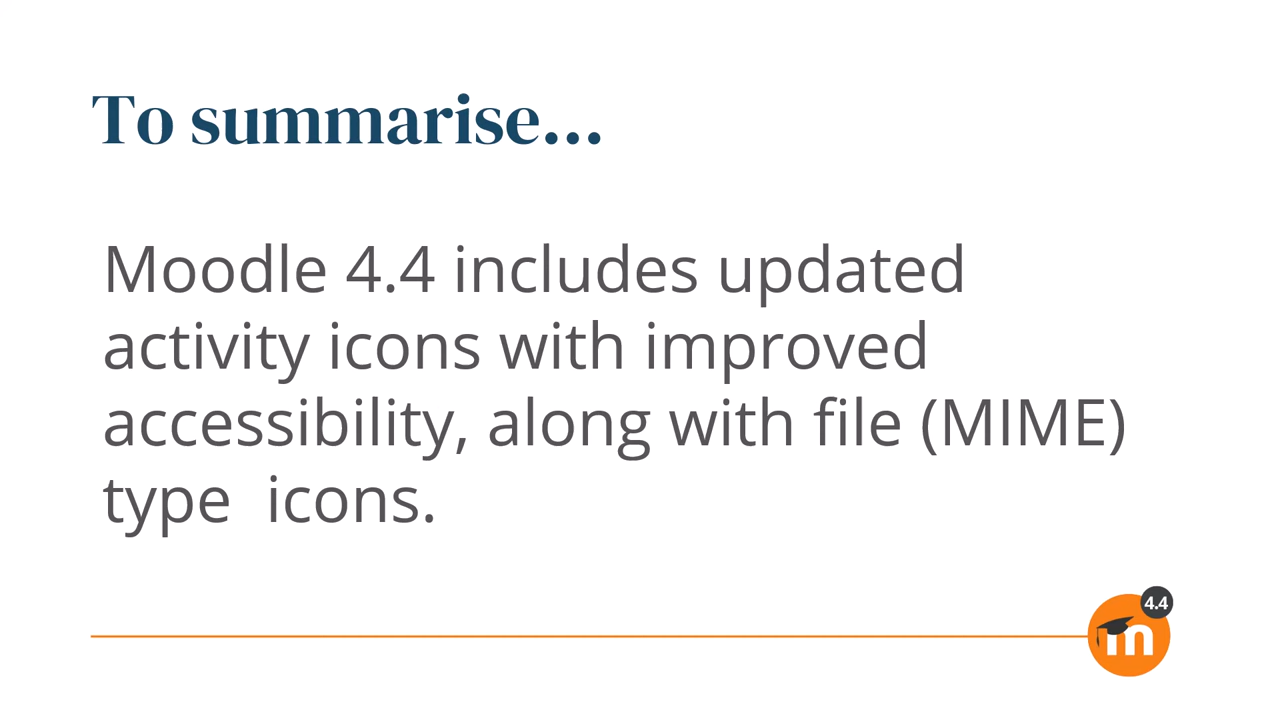 To summarise...
Moodle 4.4 includes updated
activity icons with improved
accessibility, along with file (MIME)
type  icons.
4.4
m